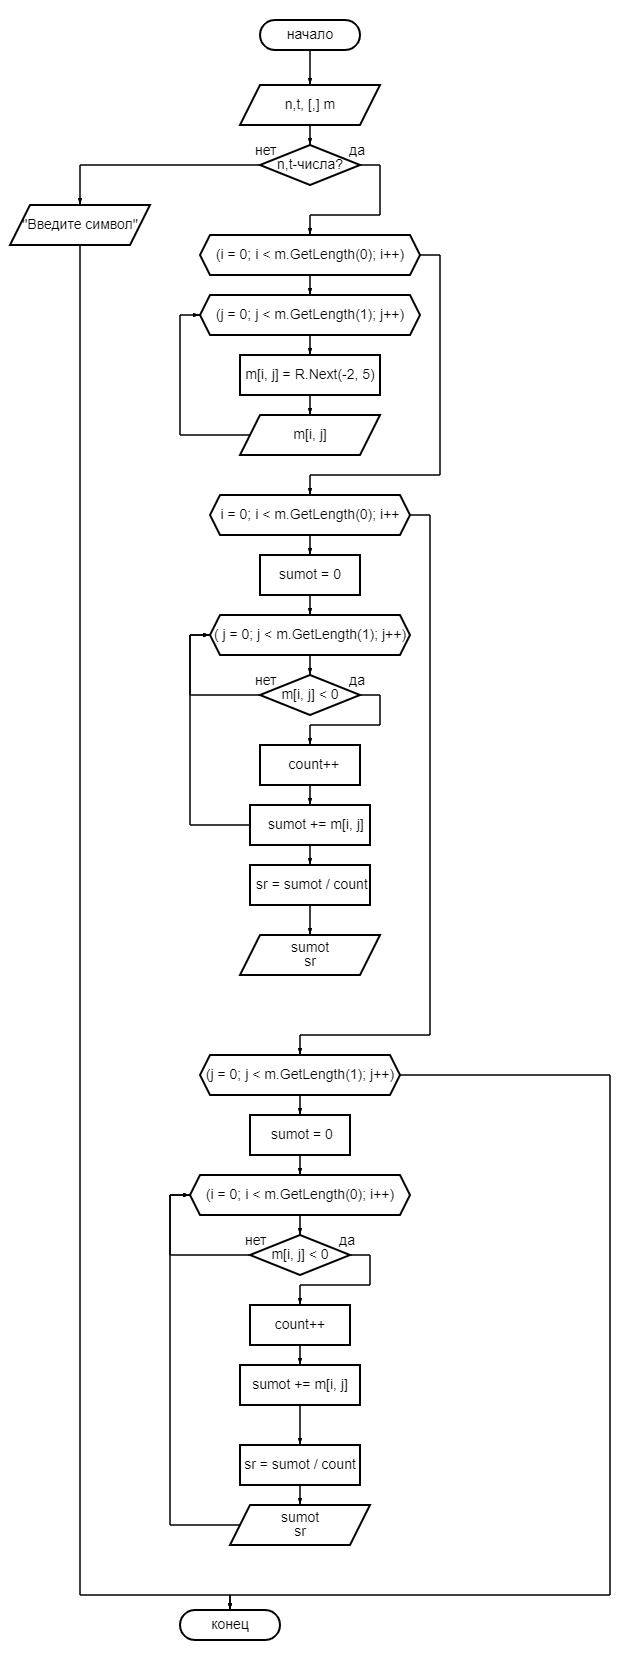 начало
n,t, [,] m
нет
да
n,t-числа?
"Введите символ"
(i = 0; i < m.GetLength(0); i++)
(j = 0; j < m.GetLength(1); j++)
m[i, j] = R.Next(-2, 5)
m[i, j]
i = 0; i < m.GetLength(0); i++
sumot = 0
( j = 0; j < m.GetLength(1); j++)
нет
да
m[i, j] < 0
count++
sumot += m[i, j]
sr = sumot / count
sumot
sr
(j = 0; j < m.GetLength(1); j++)
sumot = 0
(i = 0; i < m.GetLength(0); i++)
нет
да
m[i, j] < 0
count++
sumot += m[i, j]
sr = sumot / count
sumot
sr
конец